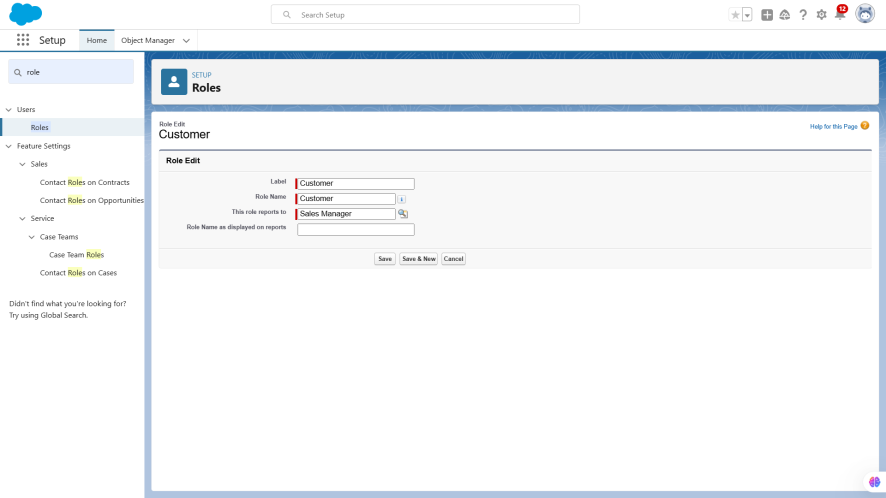 Search Setup
12
Setup
Home
Object Manager
role
Users
Roles
Feature Settings
Sales
Contact Roles on Contracts
Contact Roles on Opportunities
Service
Case Teams
Case Team Roles
Contact Roles on Cases
Didn't find what you're looking for?
Try using Global Search.
SETUP
Roles
Role Edit
Customer
Help for this Page
Role Edit
Label
Customer
Role Name
Customer
This role reports to
Sales Manager
Role Name as displayed on reports
Save
Save & New
Cancel